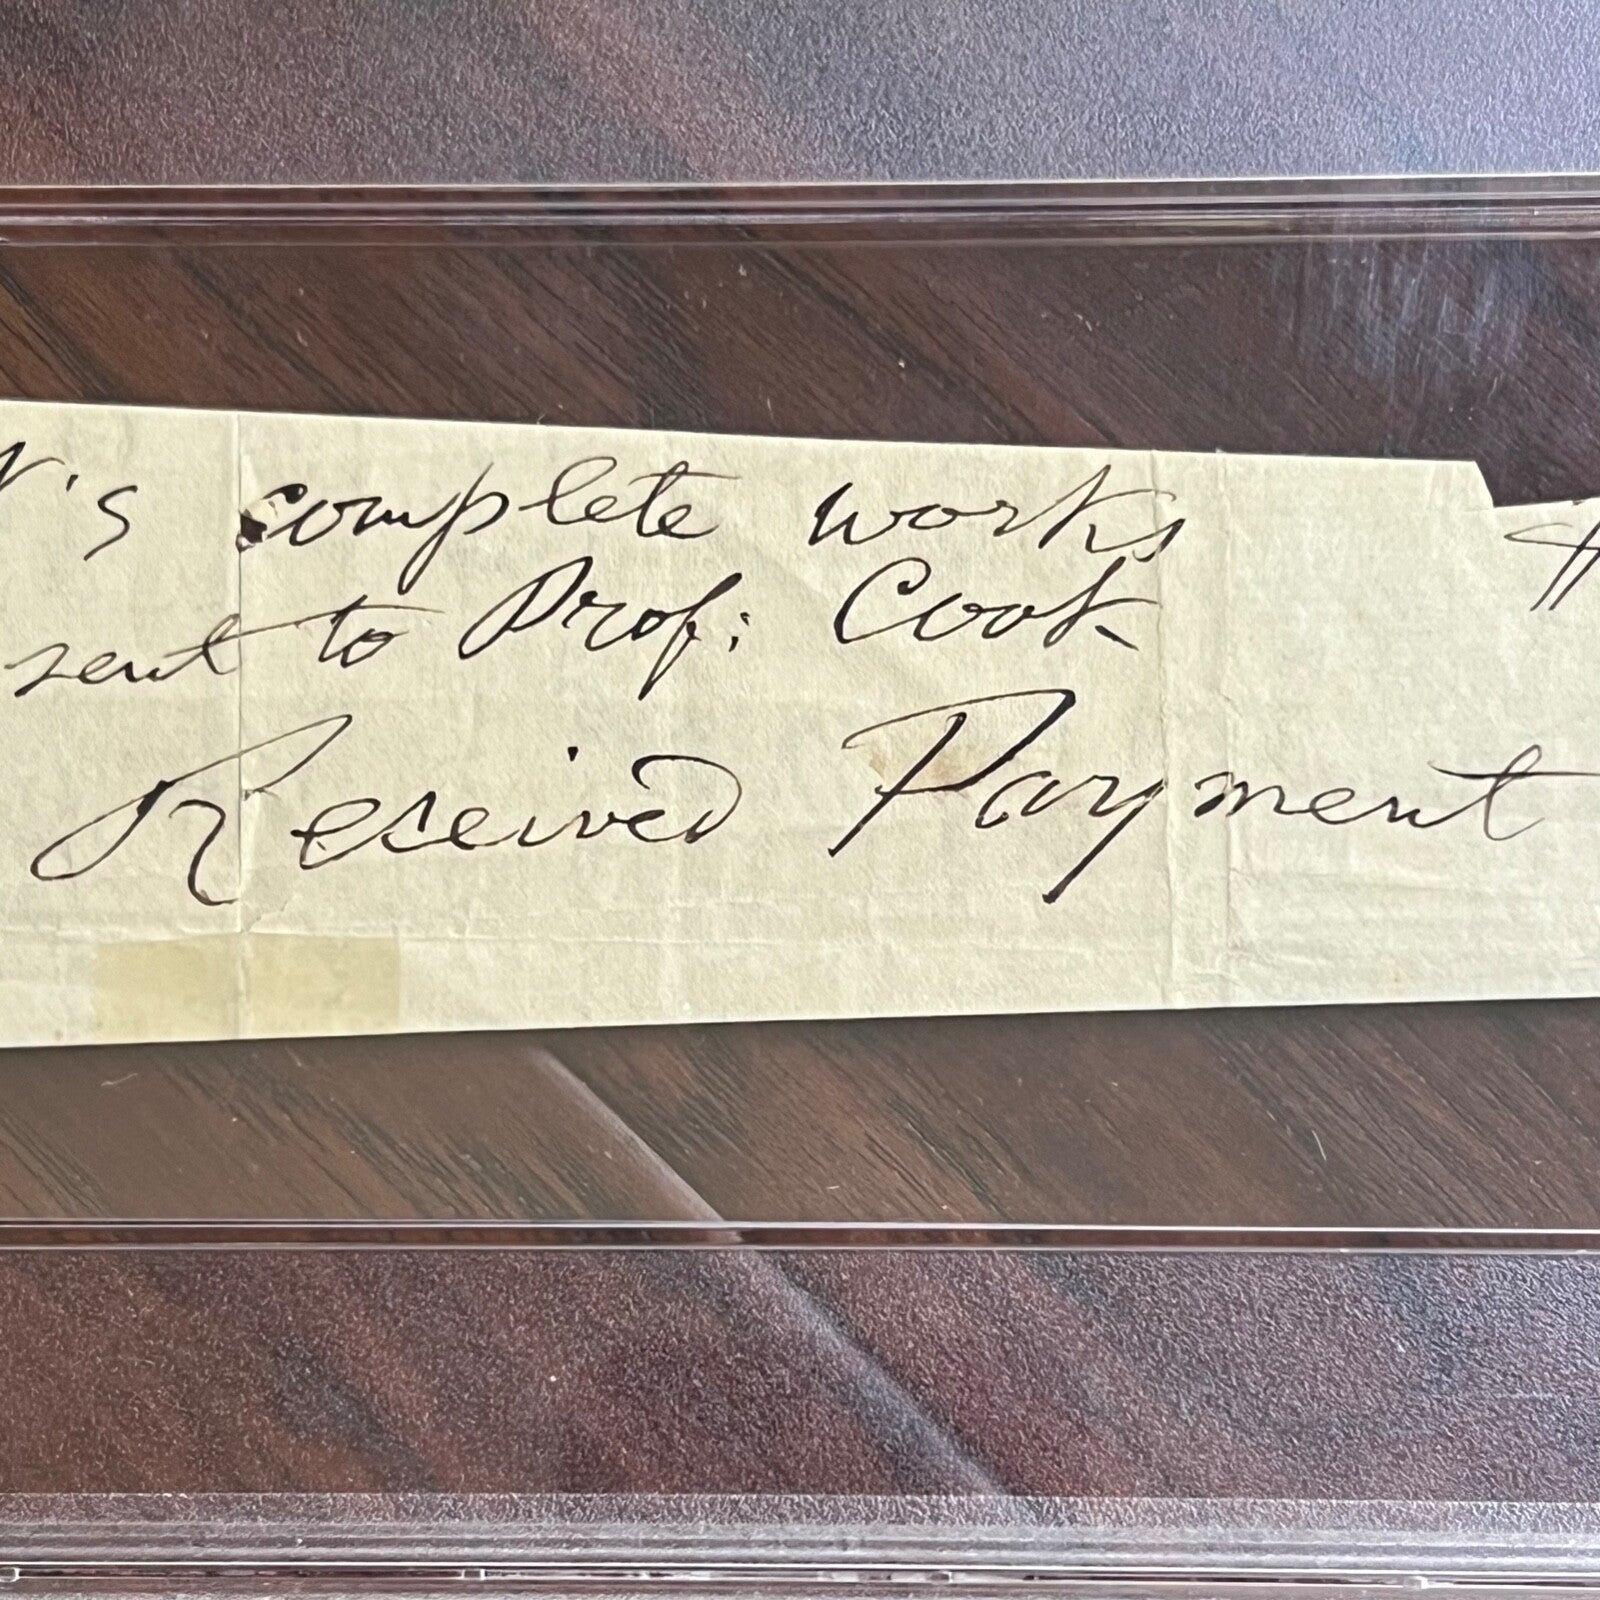 's complete works $
sent to Prof: Cook
Received Payment